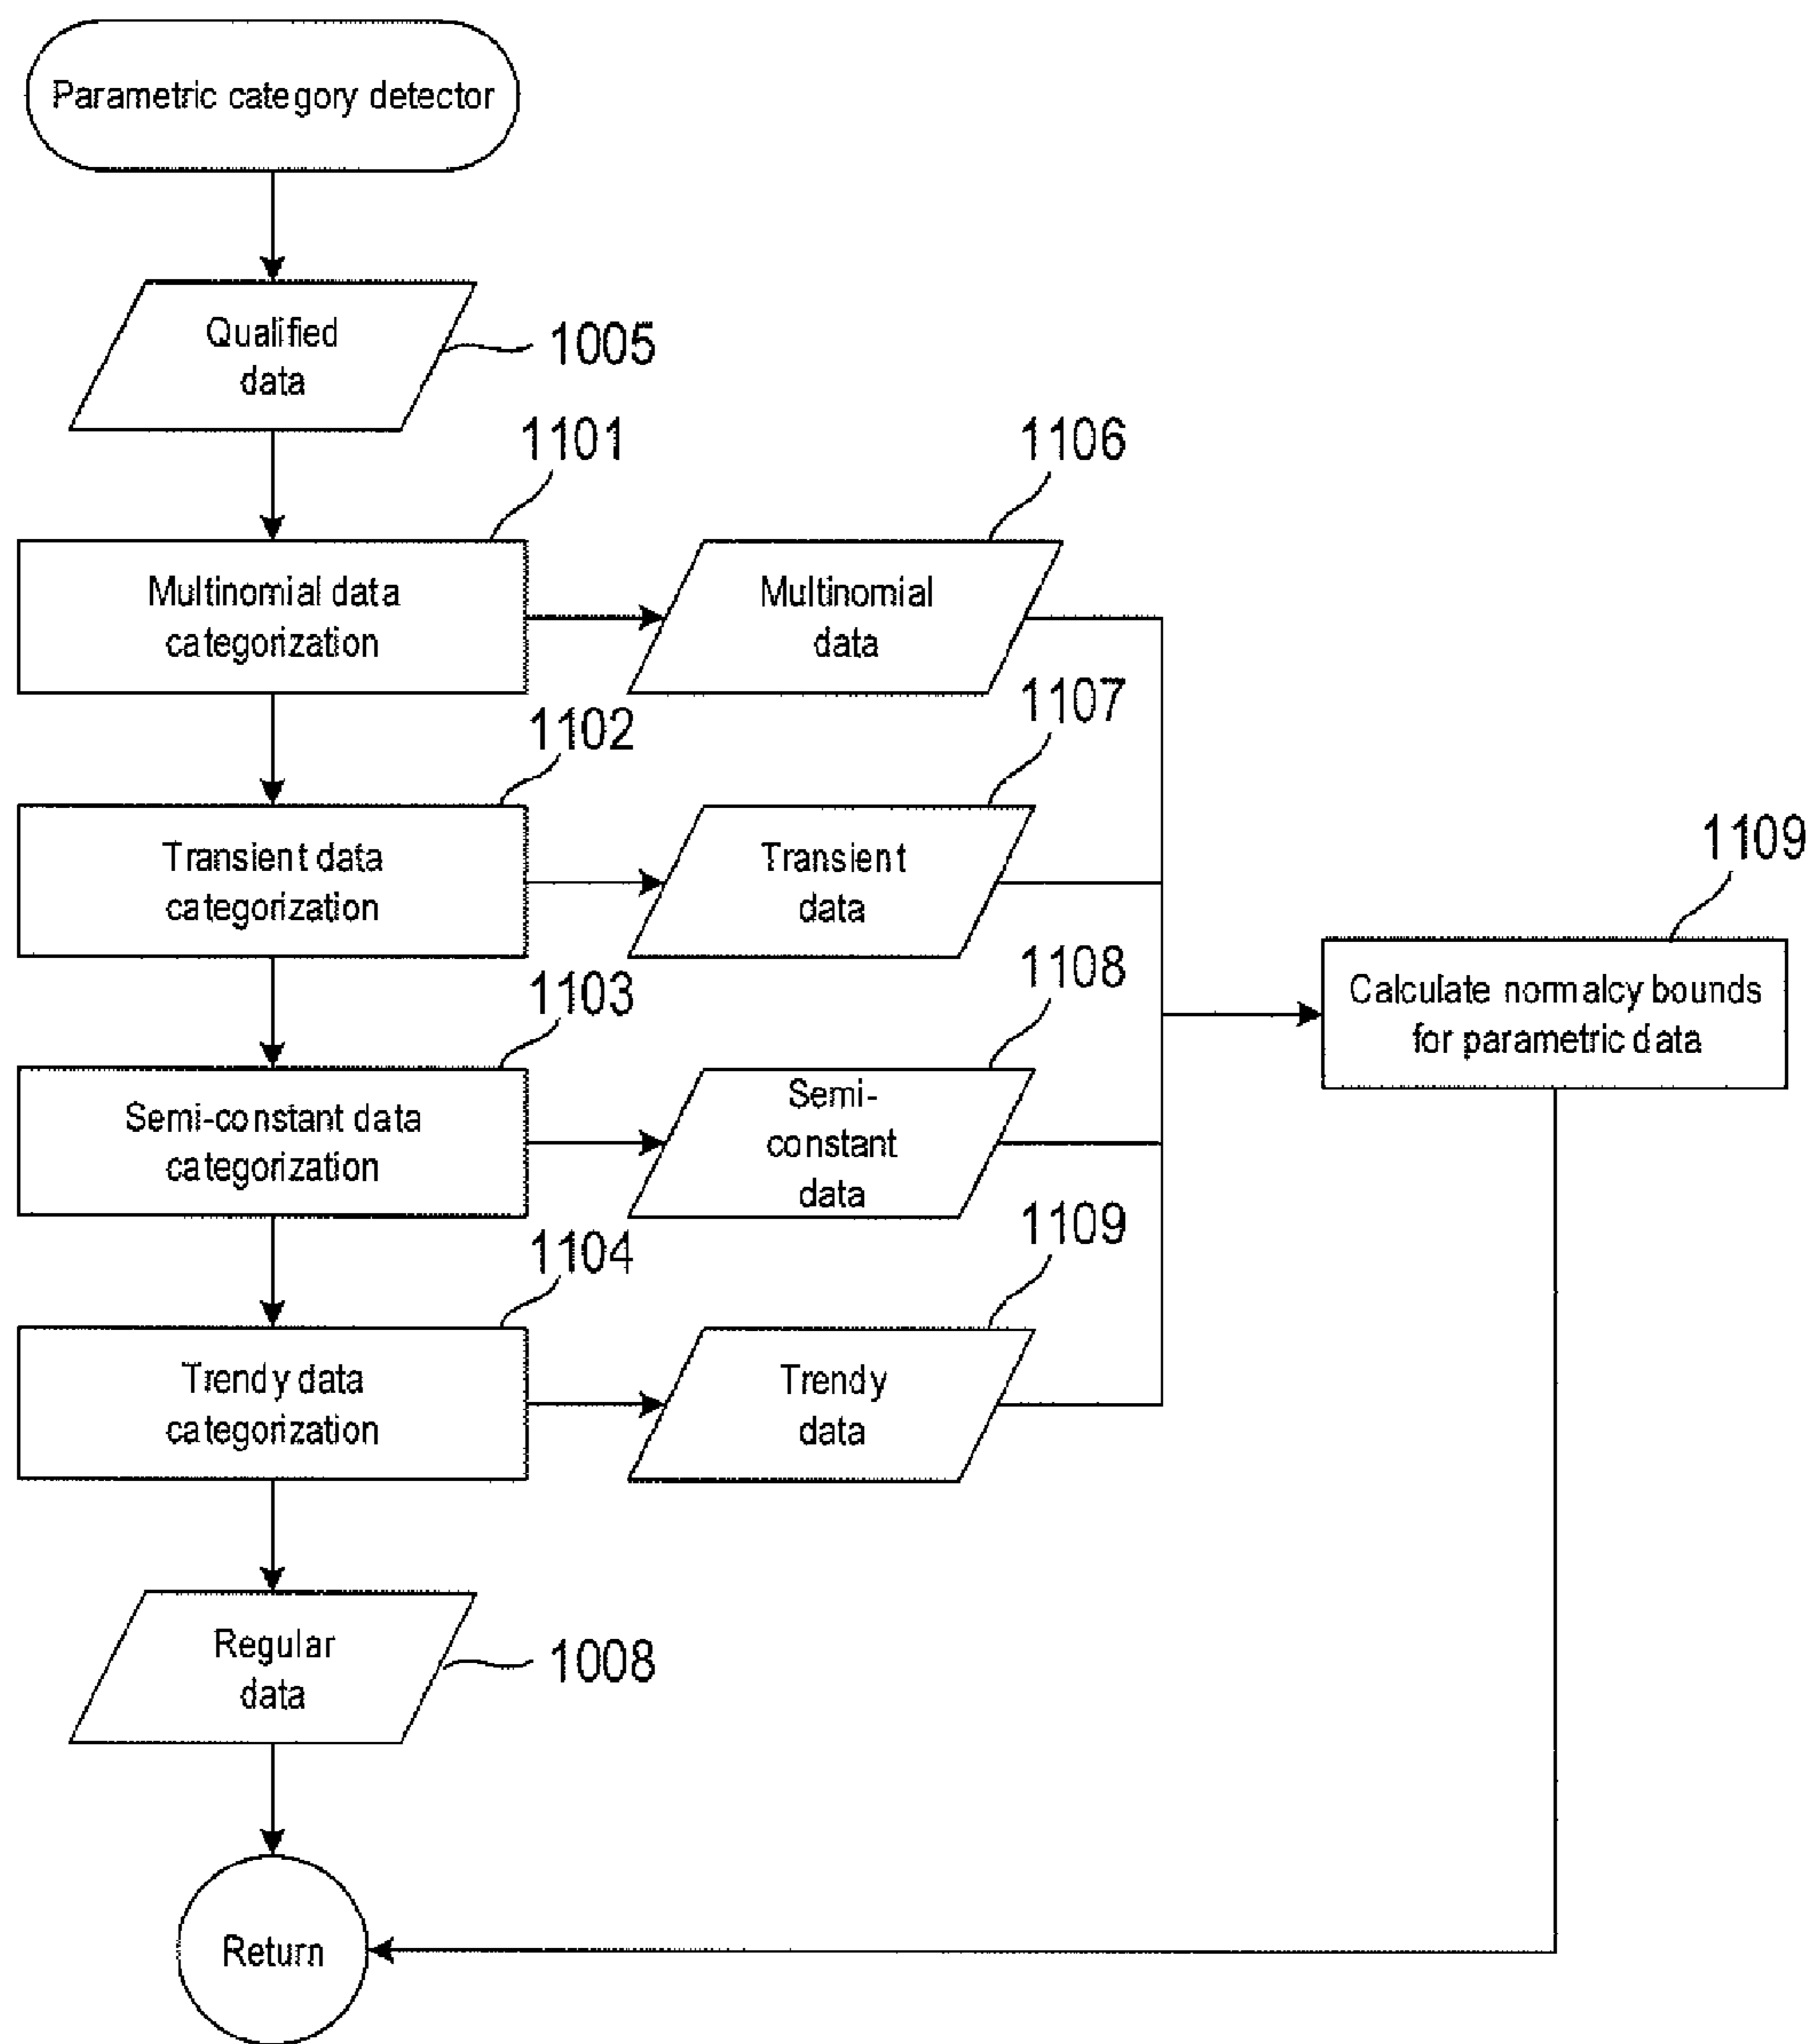 Parametric category detector
Qualified
data
1005
1101
1106
Multinomial data
categorization
Multinomial
data
1102
1107
Transient data
categorization
Transient
data
1109
Calculate normalcy bounds
for parametric data
1103
1108
Semi-constant data
categorization
Semi-
constant
data
1104
1109
Trendy data
categorization
Trendy
data
Regular
data
1008
Return